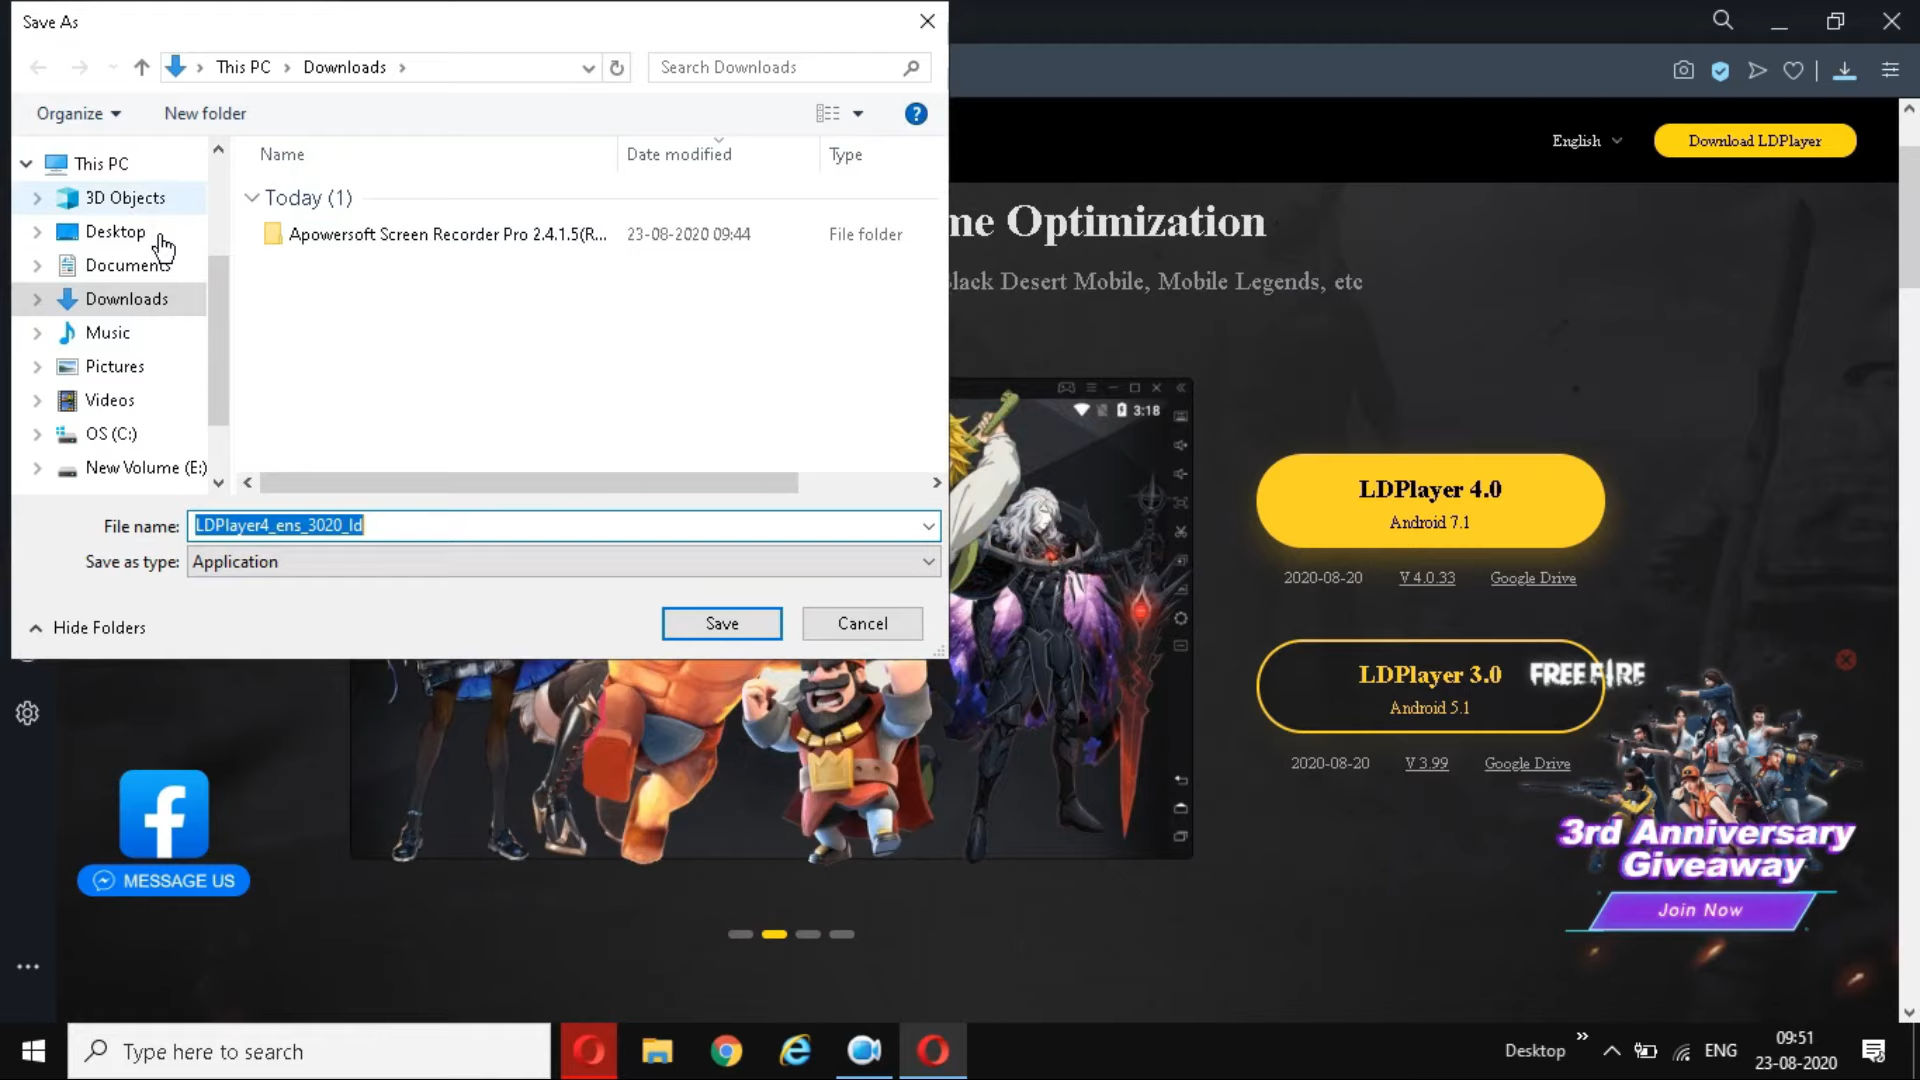 Save As
This PC
Downloads
Search Downloads
Organize
New folder
?
Name
Date modified
Type
This PC
3D Objects
Desktop
Documents
Downloads
Music
Pictures
Videos
OS (C:)
New Volume (E:)
Today (1)
Apowersoft Screen Recorder Pro 2.4.1.5(R...
23-08-2020 09:44
File folder
File name:
LDPlayer4_ens_3020_ld
Save as type:
Application
Hide Folders
Save
Cancel
English
Download LDPlayer
me Optimization
lack Desert Mobile, Mobile Legends, etc
3:18
LDPlayer 4.0
Android 7.1
2020-08-20
V 4.0.33
Google Drive
LDPlayer 3.0
Android 5.1
2020-08-20
V 3.99
Google Drive
FREE FIRE
3rd Anniversary
Giveaway
Join Now
MESSAGE US
Type here to search
Desktop
ENG
09:51
23-08-2020